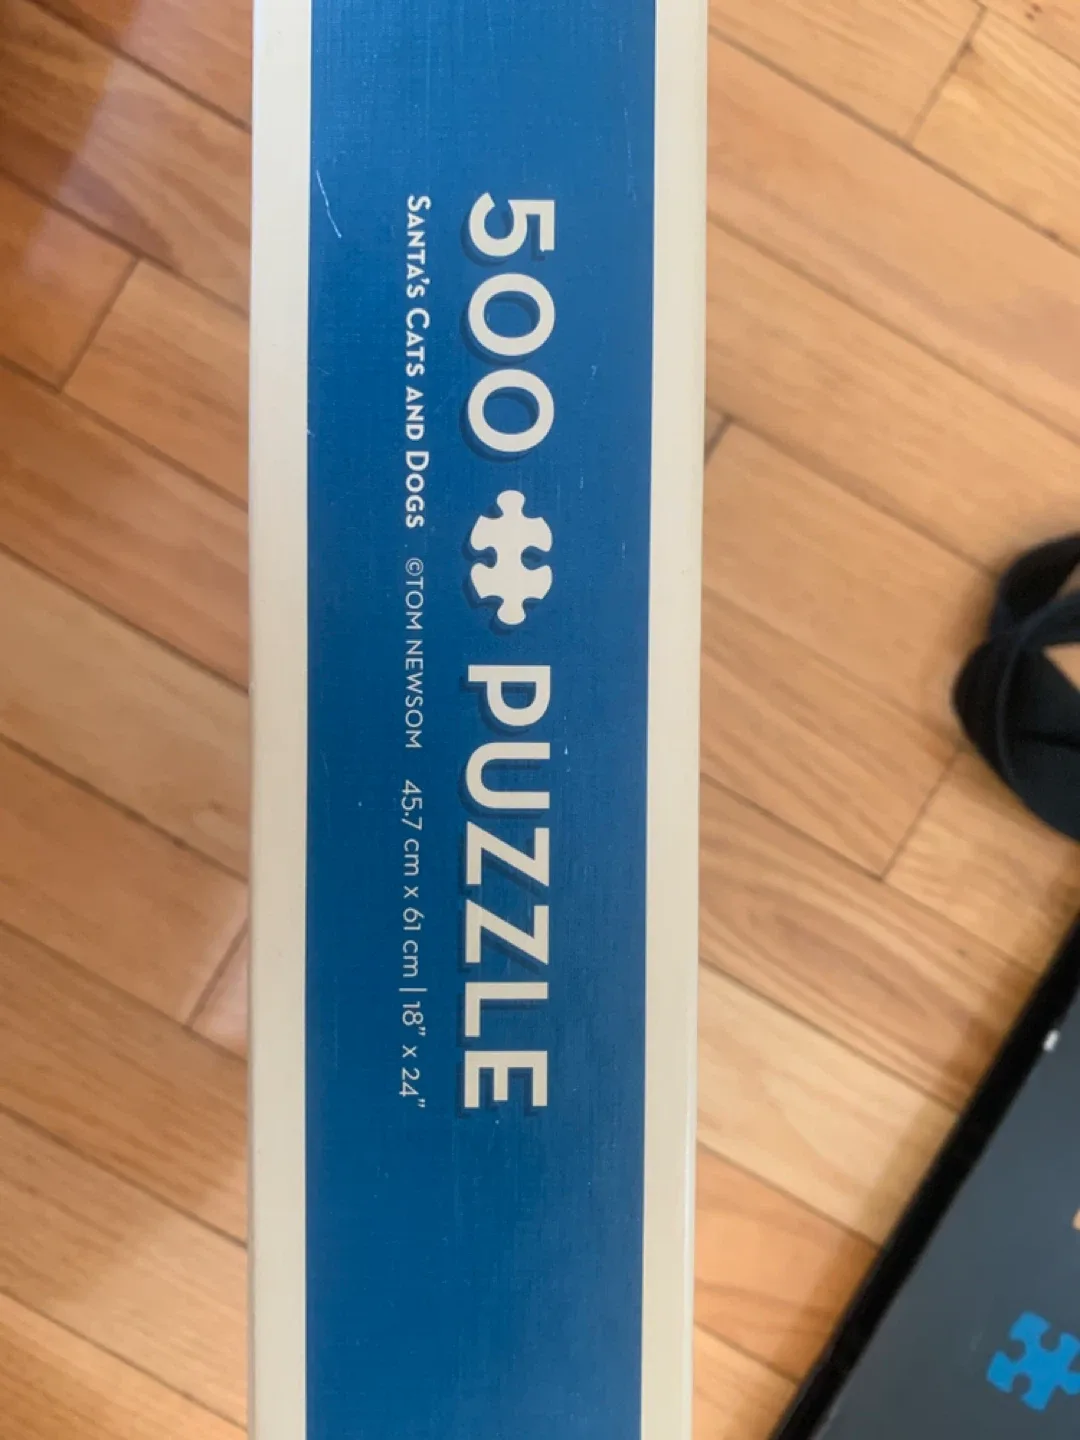 500 PUZZLE
SANTA'S CATS AND DOGS ©TOM NEWSOM 45.7 cm x 61 cm | 18" x 24"